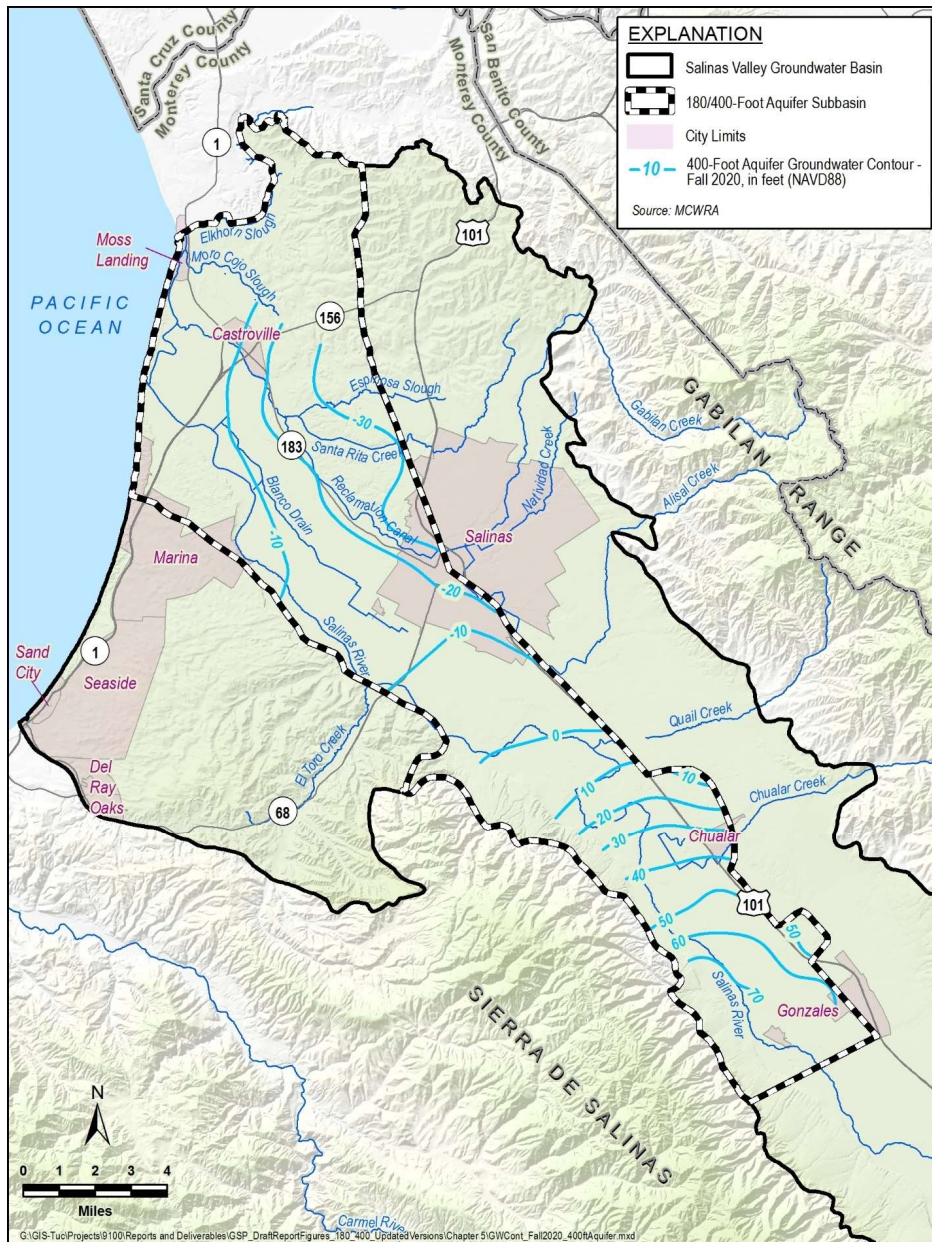 EXPLANATION
Salinas Valley Groundwater Basin
180/400-Foot Aquifer Subbasin
City Limits
-10
400-Foot Aquifer Groundwater Contour -
Fall 2020, in feet (NAVD88)
Source: MCWRA
Santa Cruz County
Monterey County
San Benito County
Monterey County
1
101
Elkhorn Slough
Moss
Landing
Moro Cojo Slough
PACIFIC
OCEAN
156
Castroville
Espinosa Slough
GABILAN
RANGE
Gabilan Creek
-30
183
Santa Rita Creek
Natividad Creek
Alisal Creek
Reclamation Canal
Blanco Drain
Salinas
-10
Marina
-20
-10
Salinas River
Sand
City
1
Seaside
0
Quail Creek
El Toro Creek
Del
Ray
Oaks
68
10
10
Chualar Creek
20
30
Chualar
40
101
50
50
60
70
Salinas River
Gonzales
SIERRA DE SALINAS
N
0 1 2 3 4
Miles
Carmel River
G:\GIS-Tuc\Projects\9100\Reports and Deliverables\GSP_DraftReportFigures_180_400_UpdatedVersions\Chapter 5\GWCont_Fall2020_400ftAquifer.mxd